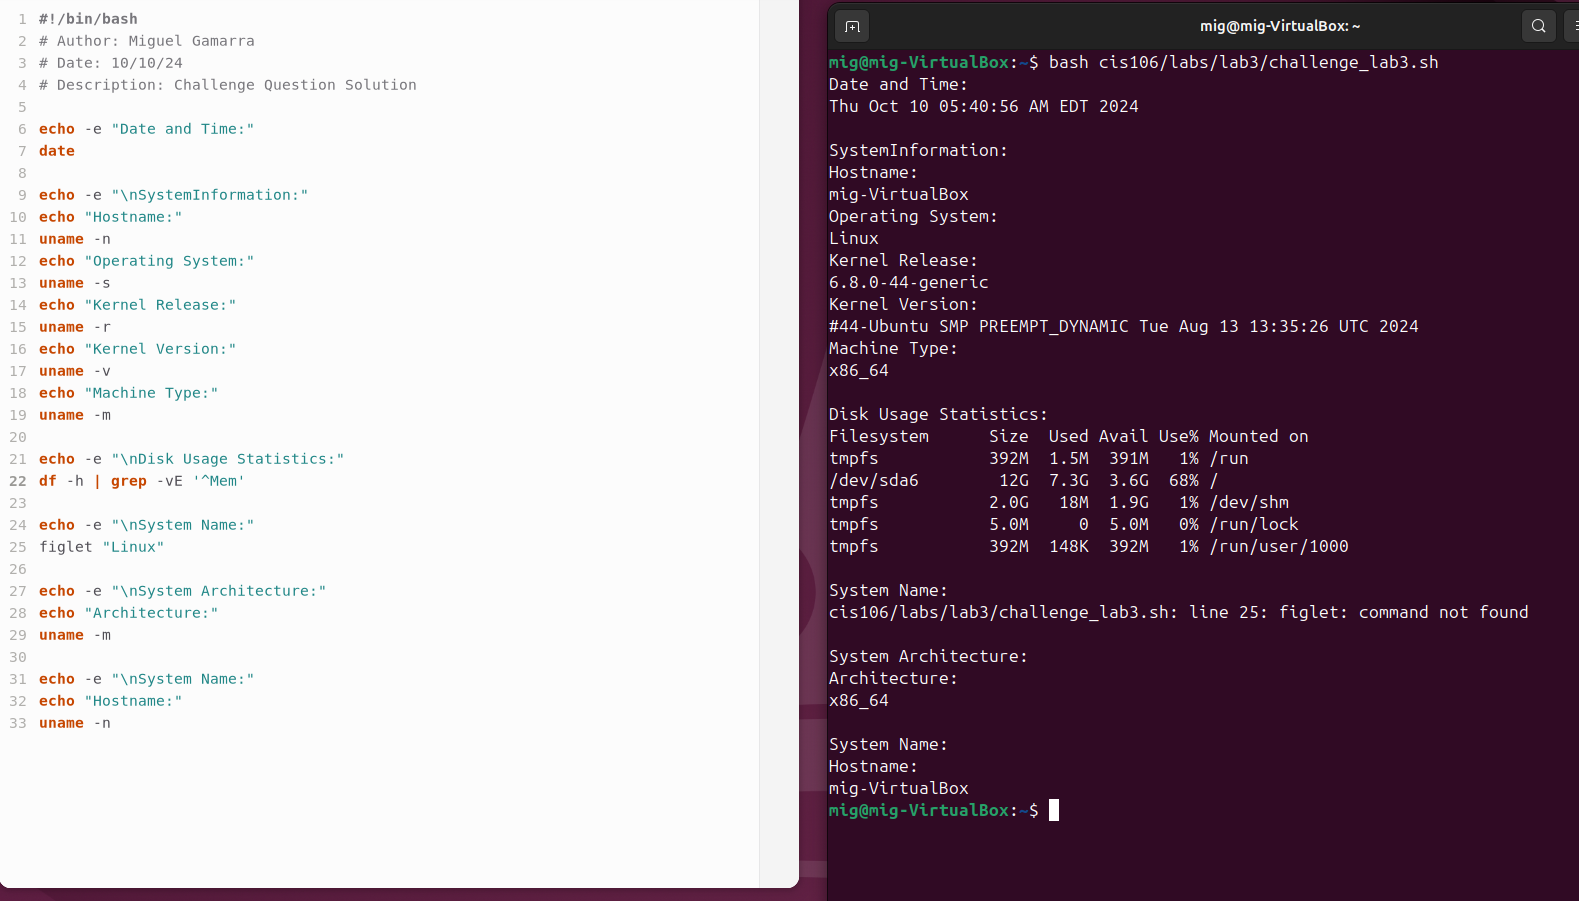 1 #!/bin/bash
2 # Author: Miguel Gamarra
3 # Date: 10/10/24
4 # Description: Challenge Question Solution
5
6 echo -e "Date and Time:"
7 date
8
9 echo -e "\nSystemInformation:"
10 echo "Hostname:"
11 uname -n
12 echo "Operating System:"
13 uname -s
14 echo "Kernel Release:"
15 uname -r
16 echo "Kernel Version:"
17 uname -v
18 echo "Machine Type:"
19 uname -m
20
21 echo -e "\nDisk Usage Statistics:"
22 df -h | grep -vE '^Mem'
23
24 echo -e "\nSystem Name:"
25 figlet "Linux"
26
27 echo -e "\nSystem Architecture:"
28 echo "Architecture:"
29 uname -m
30
31 echo -e "\nSystem Name:"
32 echo "Hostname:"
33 uname -n
mig@mig-VirtualBox: ~
mig@mig-VirtualBox:~$ bash cis106/labs/lab3/challenge_lab3.sh
Date and Time:
Thu Oct 10 05:40:56 AM EDT 2024

SystemInformation:
Hostname:
mig-VirtualBox
Operating System:
Linux
Kernel Release:
6.8.0-44-generic
Kernel Version:
#44-Ubuntu SMP PREEMPT_DYNAMIC Tue Aug 13 13:35:26 UTC 2024
Machine Type:
x86_64

Disk Usage Statistics:
Filesystem      Size  Used Avail Use% Mounted on
tmpfs           392M  1.5M  391M   1% /run
/dev/sda6        12G  7.3G  3.6G  68% /
tmpfs           2.0G   18M  1.9G   1% /dev/shm
tmpfs           5.0M     0  5.0M   0% /run/lock
tmpfs           392M  148K  392M   1% /run/user/1000

System Name:
cis106/labs/lab3/challenge_lab3.sh: line 25: figlet: command not found

System Architecture:
Architecture:
x86_64

System Name:
Hostname:
mig-VirtualBox
mig@mig-VirtualBox:~$